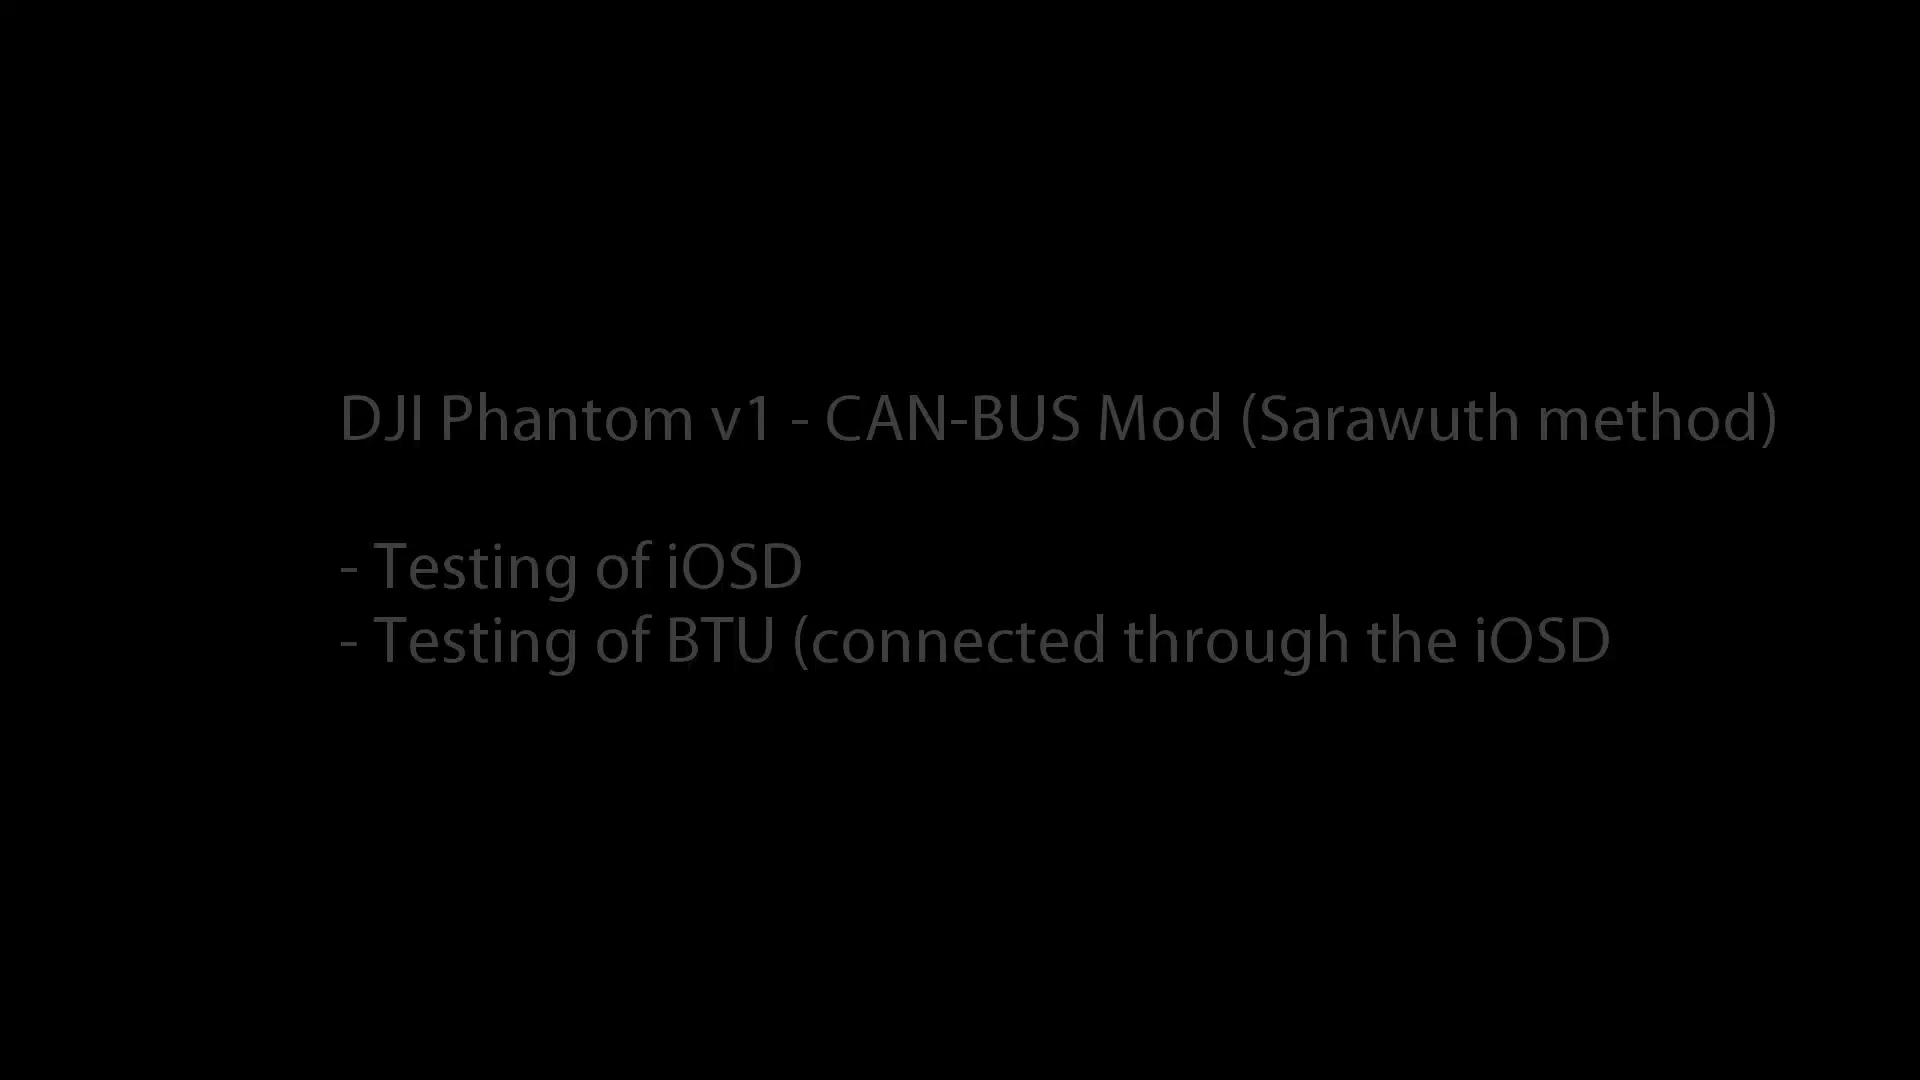 DJI Phantom v1 - CAN-BUS Mod (Sarawuth method)
- Testing of iOSD
- Testing of BTU (connected through the iOSD